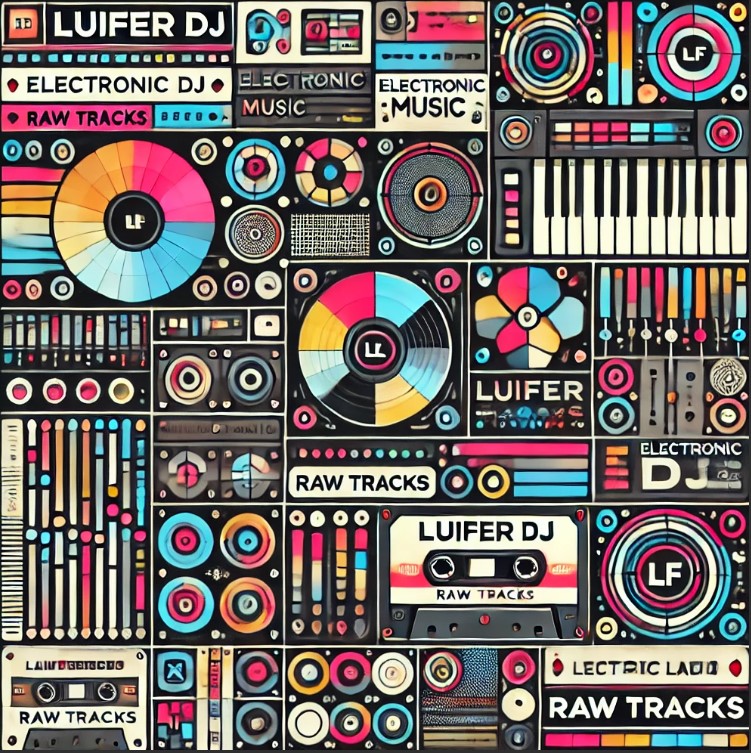 LUIFER DJ
ELECTRONIC DJ
RAW TRACKS
ELECTRONIC
MUSIC
ELECTRONIC
MUSIC
LF
LF
LUIFER
RAW TRACKS
ELECTRONIC
DJ
LUIFER DJ
RAW TRACKS
LF
RAW TRACKS
LECTRIC
RAW TRACKS